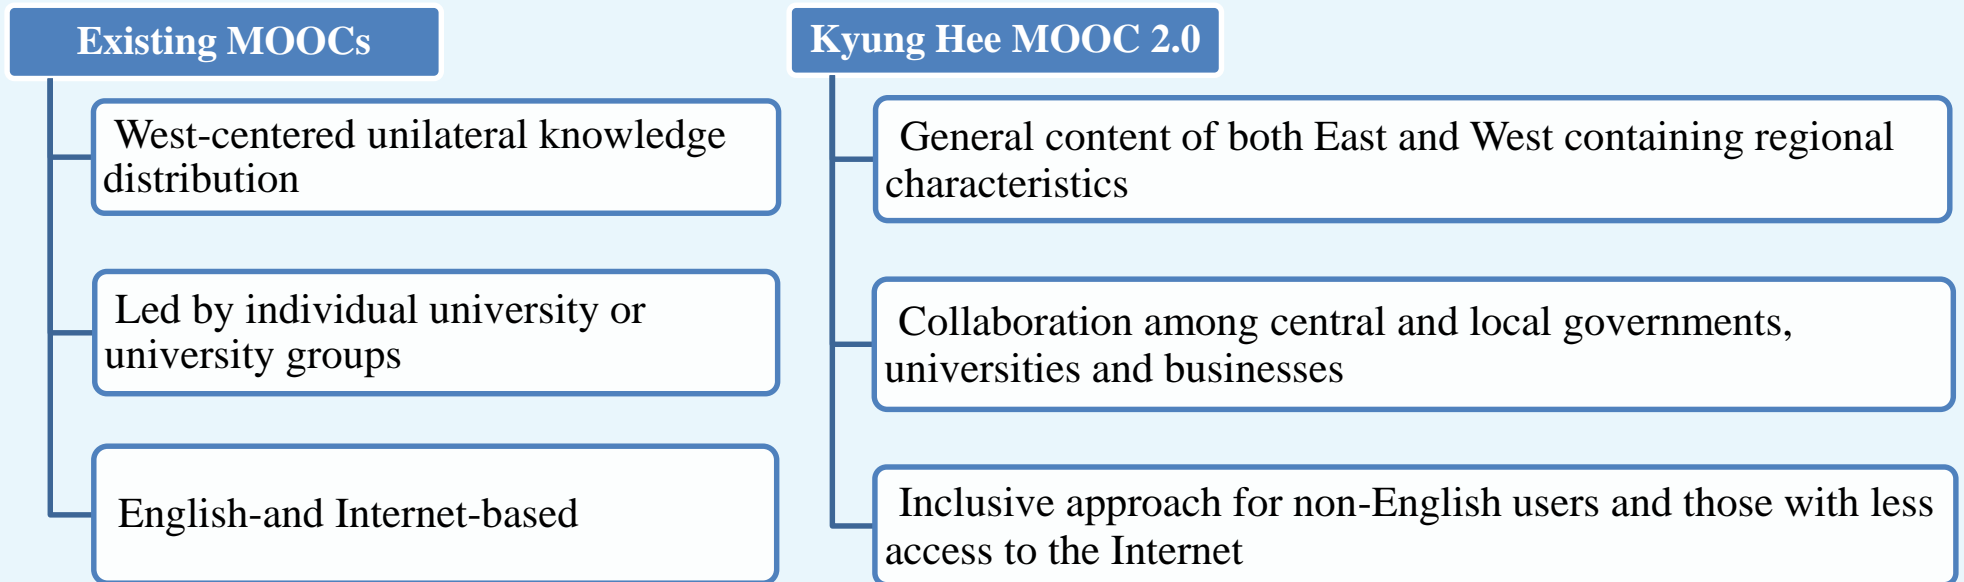 Existing MOOCs
West-centered unilateral knowledge
distribution
Led by individual university or
university groups
English-and Internet-based
Kyung Hee MOOC 2.0
General content of both East and West containing regional
characteristics
Collaboration among central and local governments,
universities and businesses
Inclusive approach for non-English users and those with less
access to the Internet